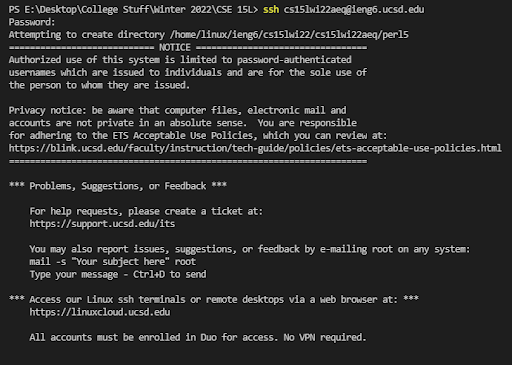 PS E:\Desktop\College Stuff\Winter 2022\CSE 15L> ssh cs15lwi22aeq@ieng6.ucsd.edu
Password:
Attempting to create directory /home/linux/ieng6/cs15lwi22/cs15lwi22aeq/perl5
============================ NOTICE =================================
Authorized use of this system is limited to password-authenticated
usernames which are issued to individuals and are for the sole use of
the person to whom they are issued.
Privacy notice: be aware that computer files, electronic mail and
accounts are not private in an absolute sense.  You are responsible
for adhering to the ETS Acceptable Use Policies, which you can review at:
https://blink.ucsd.edu/faculty/instruction/tech-guide/policies/ets-acceptable-use-policies.html
=====================================================================
*** Problems, Suggestions, or Feedback ***
For help requests, please create a ticket at:
https://support.ucsd.edu/its
You may also report issues, suggestions, or feedback by e-mailing root on any system:
mail -s "Your subject here" root
Type your message - Ctrl+D to send
*** Access our Linux ssh terminals or remote desktops via a web browser at: ***
https://linuxcloud.ucsd.edu
All accounts must be enrolled in Duo for access. No VPN required.